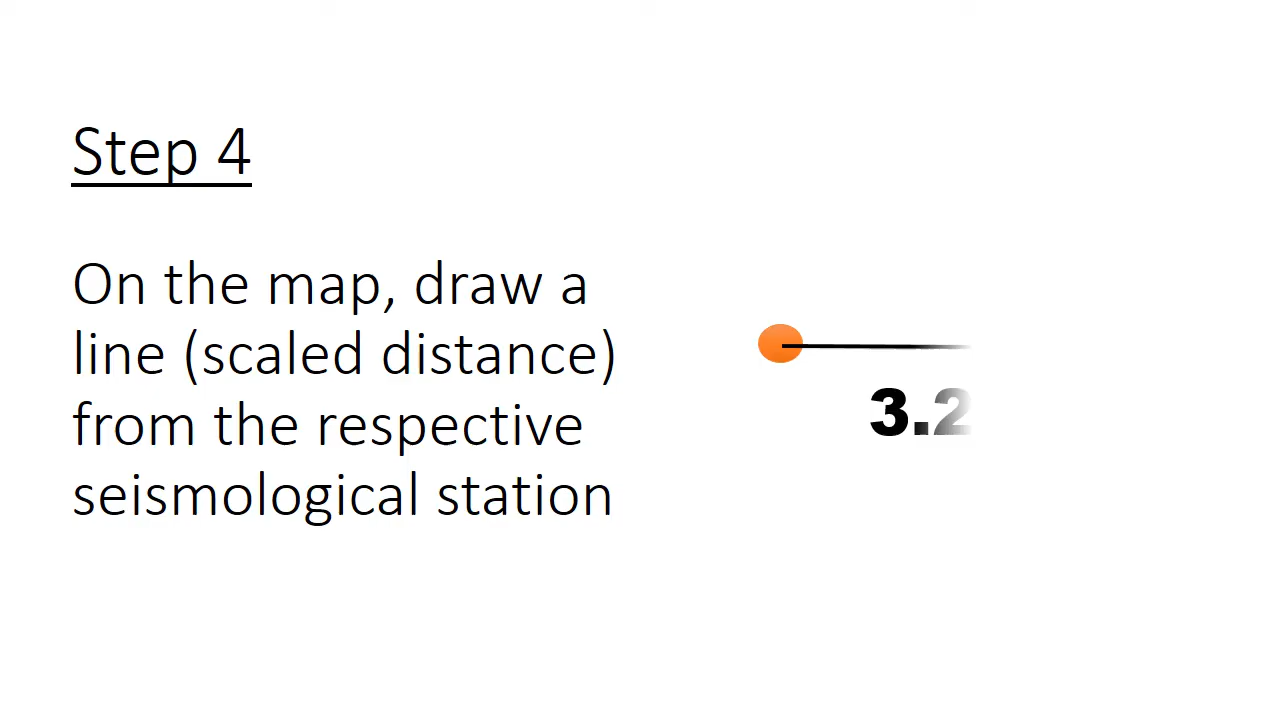 Step 4
On the map, draw a
line (scaled distance)
from the respective
seismological station
3.2